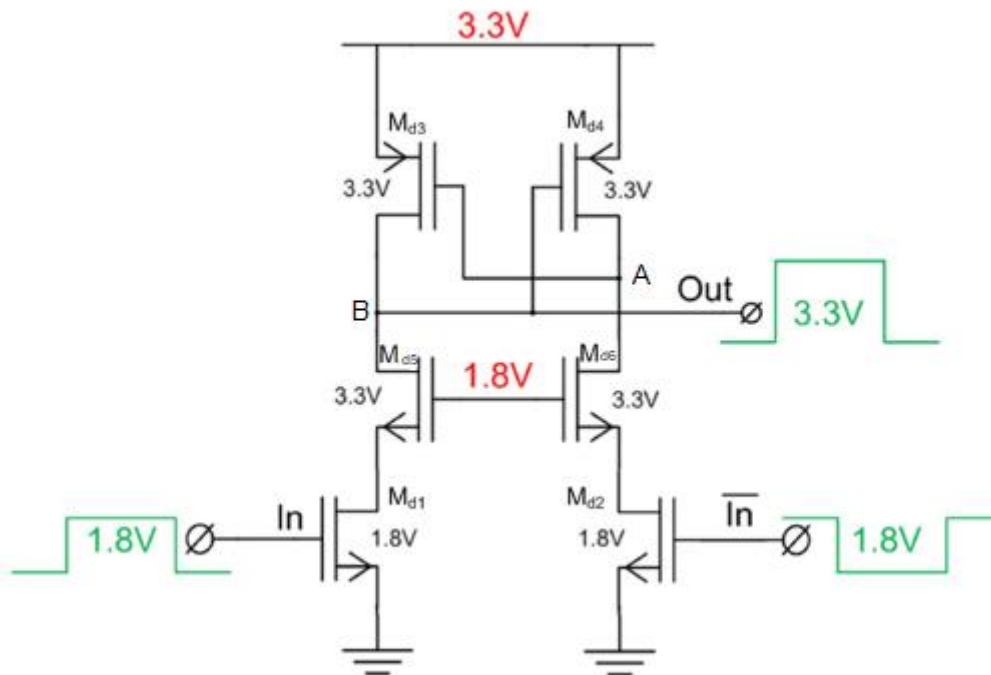 3.3V
Md3
Md4
3.3V
3.3V
A
B
Out
3.3V
Md5
Md6
1.8V
3.3V
3.3V
In
Md1
Md2
In
1.8V
1.8V
1.8V
1.8V